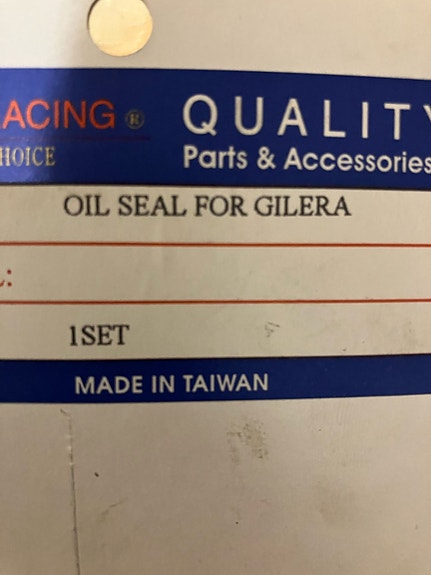 ACING ®
HOICE
QUALITY
Parts & Accessories
OIL SEAL FOR GILERA
L:
1SET
MADE IN TAIWAN